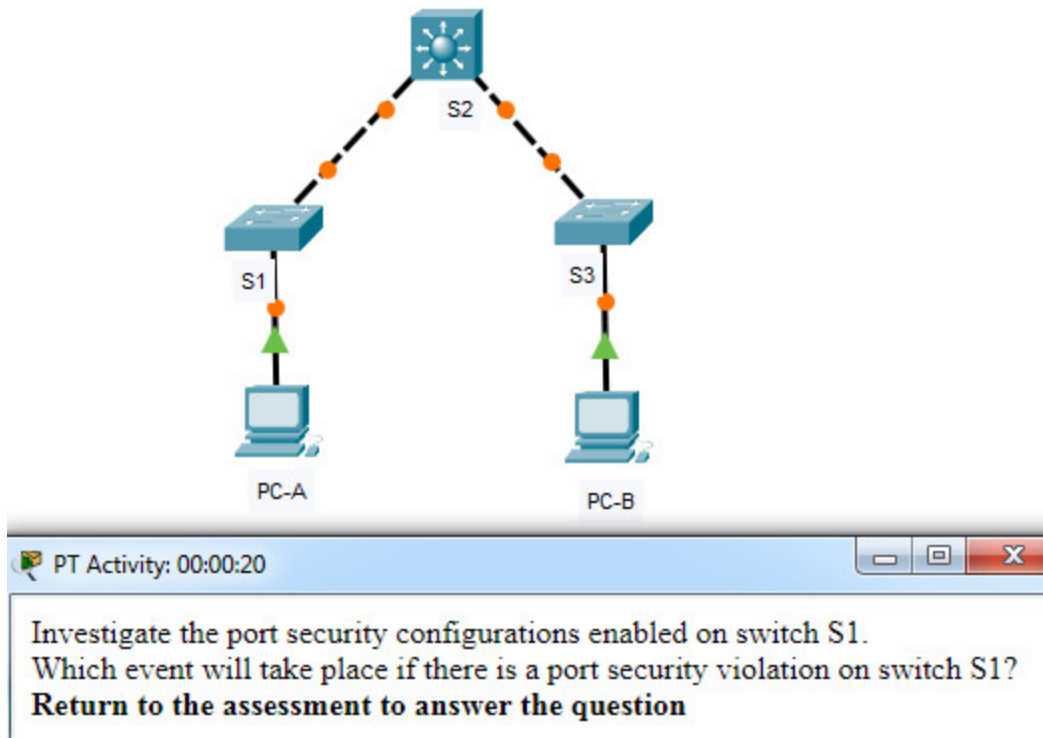 S2
S1
S3
PC-A
PC-B
PT Activity: 00:00:20
Investigate the port security configurations enabled on switch S1.
Which event will take place if there is a port security violation on switch S1?
Return to the assessment to answer the question